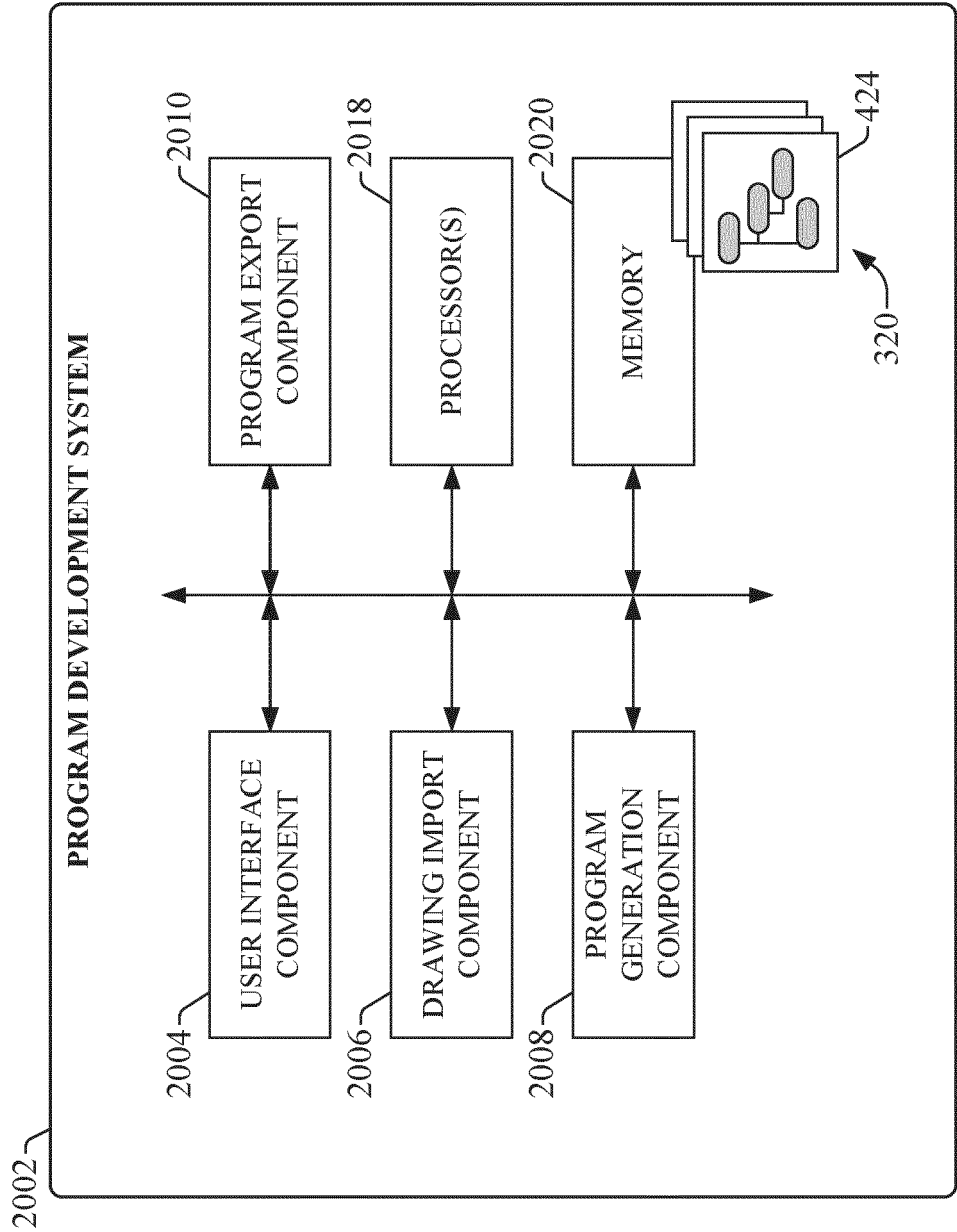 2002
PROGRAM DEVELOPMENT SYSTEM
2004
USER INTERFACE
COMPONENT
2010
PROGRAM EXPORT
COMPONENT
2006
DRAWING IMPORT
COMPONENT
2018
PROCESSOR(S)
2008
PROGRAM
GENERATION
COMPONENT
2020
MEMORY
424
320